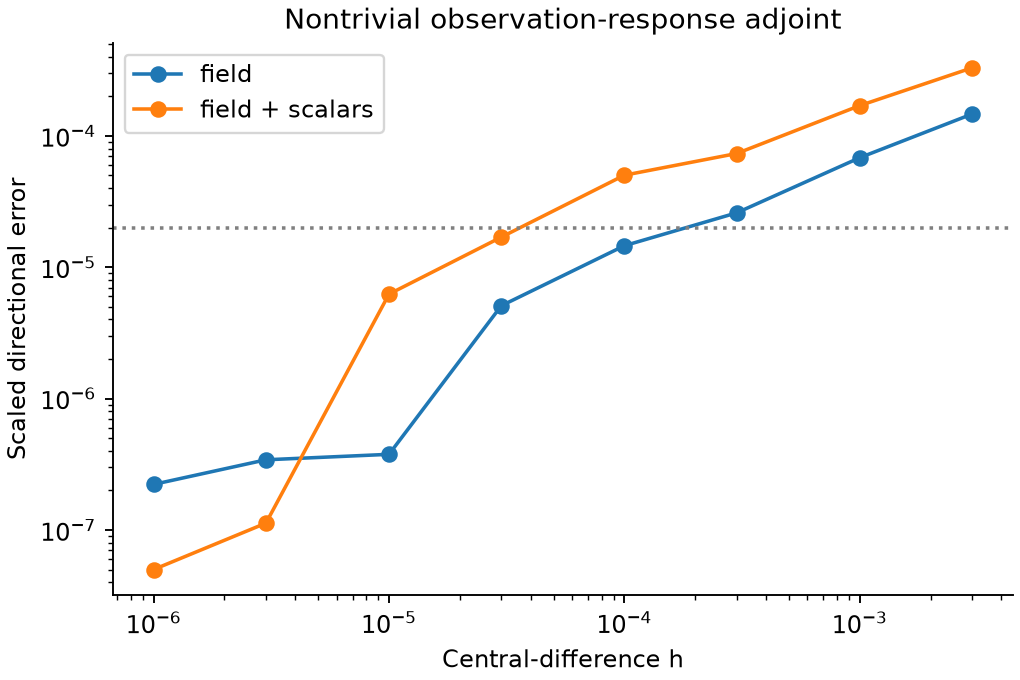 Nontrivial observation-response adjoint
field
field + scalars
Scaled directional error
10⁻⁴
10⁻⁵
10⁻⁶
10⁻⁷
10⁻⁶
10⁻⁵
10⁻⁴
10⁻³
Central-difference h